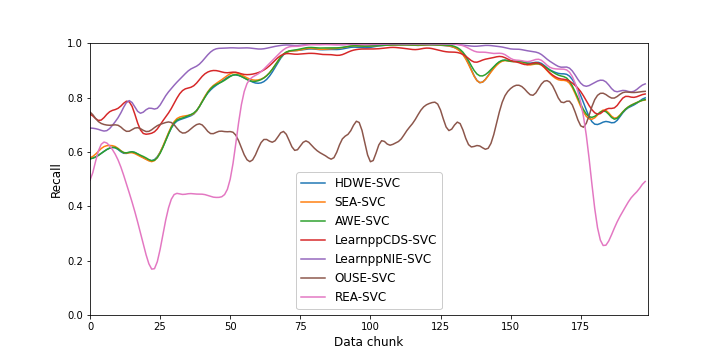 1.0
0.8
0.6
0.4
0.2
0.0
Recall
HDWE-SVC
SEA-SVC
AWE-SVC
LearnppCDS-SVC
LearnppNIE-SVC
OUSE-SVC
REA-SVC
0 25 50 75 100 125 150 175
Data chunk